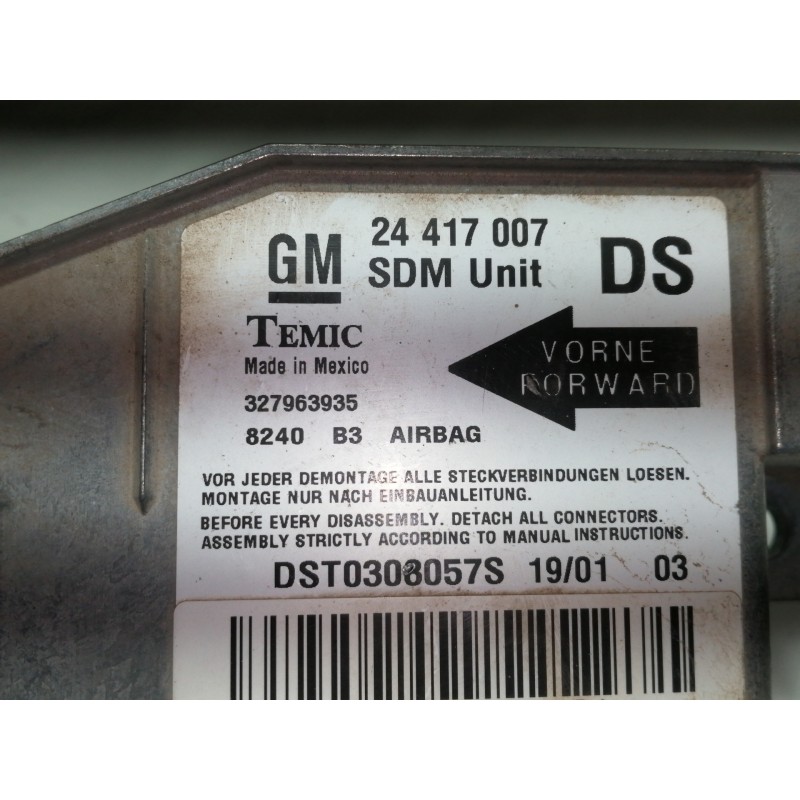 GM 24 417 007 DS
SDM Unit
TEMIC
Made in Mexico
VORNE
FORWARD
327963935
8240 B3 AIRBAG
VOR JEDER DEMONTAGE ALLE STECKVERBINDUNGEN LOESEN.
MONTAGE NUR NACH EINBAUANLEITUNG.
BEFORE EVERY DISASSEMBLY. DETACH ALL CONNECTORS.
ASSEMBLY STRICTLY ACCORDING TO MANUAL INSTRUCTIONS.
DST0308057S 19/01 03